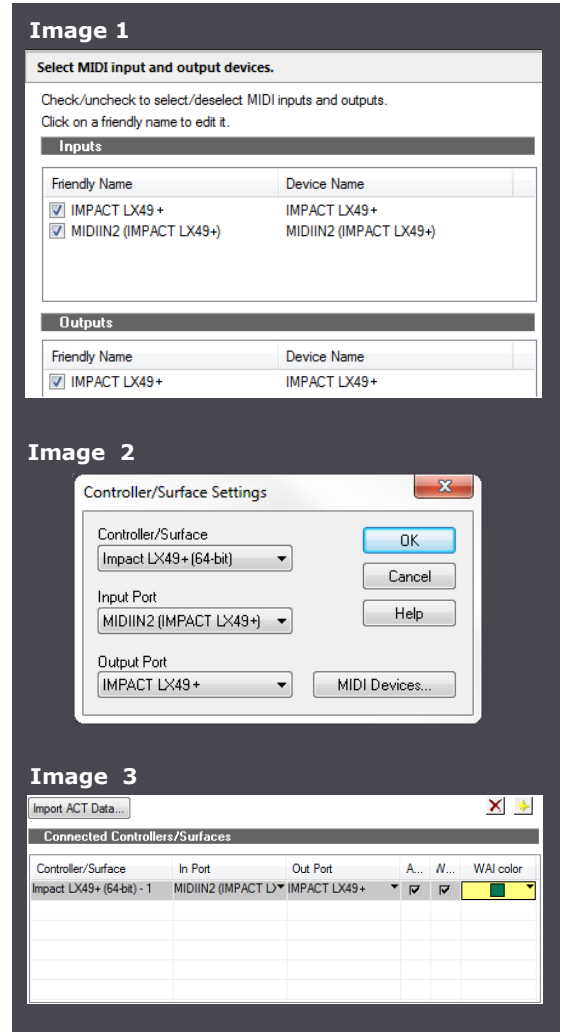 Image 1
Select MIDI input and output devices.
Check/uncheck to select/deselect MIDI inputs and outputs.
Click on a friendly name to edit it.
Inputs
Friendly Name Device Name
IMPACT LX49+ IMPACT LX49+
MIDIIN2 (IMPACT LX49+) MIDIIN2 (IMPACT LX49+)
Outputs
Friendly Name Device Name
IMPACT LX49+ IMPACT LX49+
Image 2
Controller/Surface Settings
Controller/Surface
Impact LX49+ (64-bit)
OK
Cancel
Input Port
MIDIIN2 (IMPACT LX49+)
Help
Output Port
IMPACT LX49+
MIDI Devices...
Image 3
Import ACT Data...
Connected Controllers/Surfaces
Controller/Surface In Port Out Port A... W... WAI color
Impact LX49+ (64-bit) - 1 MIDIIN2 (IMPACT LX IMPACT LX49+